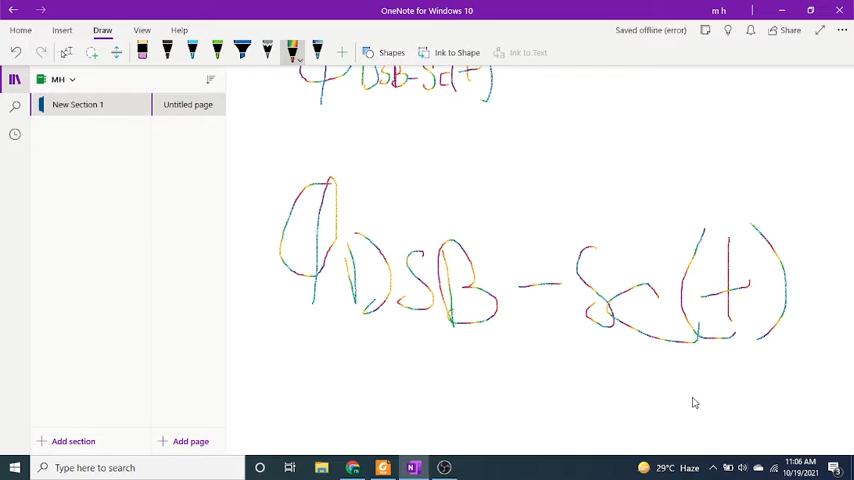 OneNote for Windows 10
m h
Home Insert Draw View Help
Saved offline (error)
Share
Shapes
Ink to Shape
Ink to Text
MH
New Section 1
Untitled page
φDSB-Sc(t)
φDSB-Sc(t)
Add section
Add page
Type here to search
29°C Haze
11:06 AM
10/19/2021
3